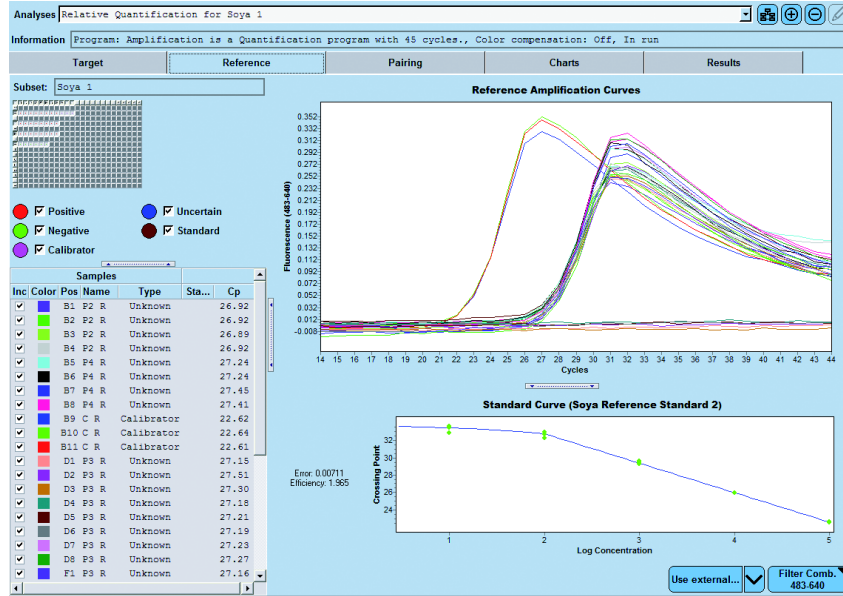 Analyses Relative Quantification for Soya 1
Information Program: Amplification is a Quantification program with 45 cycles., Color compensation: Off, In run
Target Reference Pairing Charts Results
Subset: Soya 1
Positive Uncertain
Negative Standard
Calibrator
Samples
Inc Color Pos Name Type Sta... Cp
B1 P2 R Unknown 26.92
B2 P2 R Unknown 26.92
B3 P2 R Unknown 26.89
B4 P2 R Unknown 26.92
B5 P4 R Unknown 27.24
B6 P4 R Unknown 27.24
B7 P4 R Unknown 27.45
B8 P4 R Unknown 27.41
B9 C R Calibrator 22.62
B10 C R Calibrator 22.64
B11 C R Calibrator 22.61
D1 P3 R Unknown 27.15
D2 P3 R Unknown 27.51
D3 P3 R Unknown 27.30
D4 P3 R Unknown 27.18
D5 P3 R Unknown 27.21
D6 P3 R Unknown 27.19
D7 P3 R Unknown 27.23
D8 P3 R Unknown 27.27
F1 P3 R Unknown 27.16
Reference Amplification Curves
Fluorescence (483-640)
0.352
0.332
0.312
0.292
0.272
0.252
0.232
0.212
0.192
0.172
0.152
0.132
0.112
0.092
0.072
0.052
0.032
0.012
-0.008
14 15 16 17 18 19 20 21 22 23 24 25 26 27 28 29 30 31 32 33 34 35 36 37 38 39 40 41 42 43 44
Cycles
Standard Curve (Soya Reference Standard 2)
Error: 0.00711
Efficiency: 1.965
Crossing Point
32
30
28
26
24
1 2 3 4 5
Log Concentration
Use external...
Filter Comb.
483-640